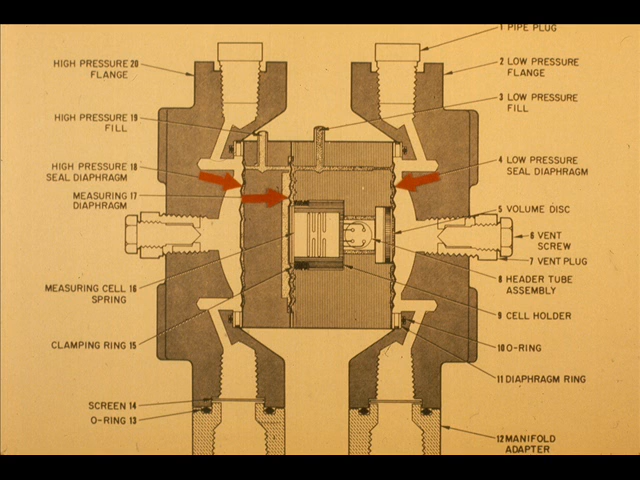 1 PIPE PLUG
HIGH PRESSURE 20
FLANGE
2 LOW PRESSURE
FLANGE
HIGH PRESSURE 19
FILL
3 LOW PRESSURE
FILL
HIGH PRESSURE 18
SEAL DIAPHRAGM
4 LOW PRESSURE
SEAL DIAPHRAGM
MEASURING 17
DIAPHRAGM
5 VOLUME DISC
6 VENT
SCREW
7 VENT PLUG
MEASURING CELL 16
SPRING
8 HEADER TUBE
ASSEMBLY
9 CELL HOLDER
CLAMPING RING 15
10 O-RING
11 DIAPHRAGM RING
SCREEN 14
O-RING 13
12 MANIFOLD
ADAPTER